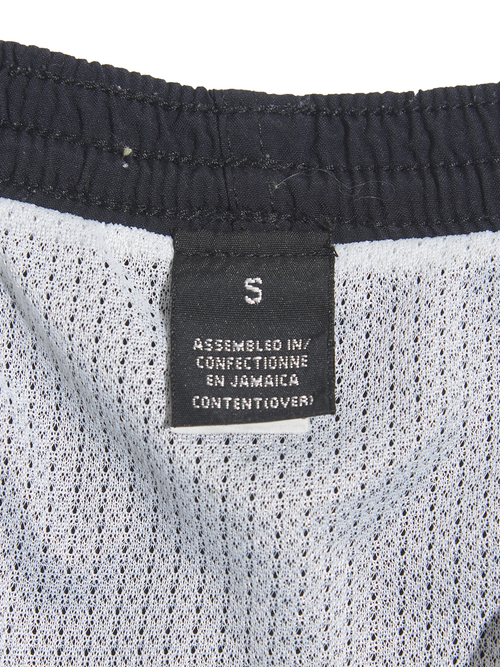 S
ASSEMBLED IN/
CONFECTIONNE
EN JAMAICA
CONTENT(OVER)